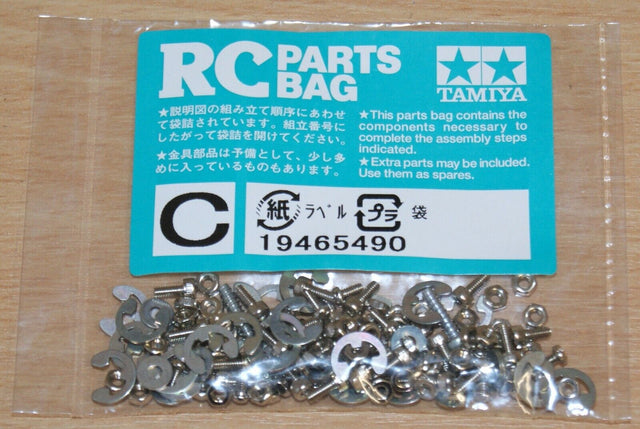 RC PARTS BAG
TAMIYA
★説明図の組み立て順序にあわせ
て袋詰されています。組立番号に
したがって袋詰を開けてください。
★金具部品は予備として、少し多
めに入っているものもあります。
★This parts bag contains the
components necessary to
complete the assembly steps
indicated.
★Extra parts may be included.
Use them as spares.
C
紙 ラベル プラ 袋
19465490